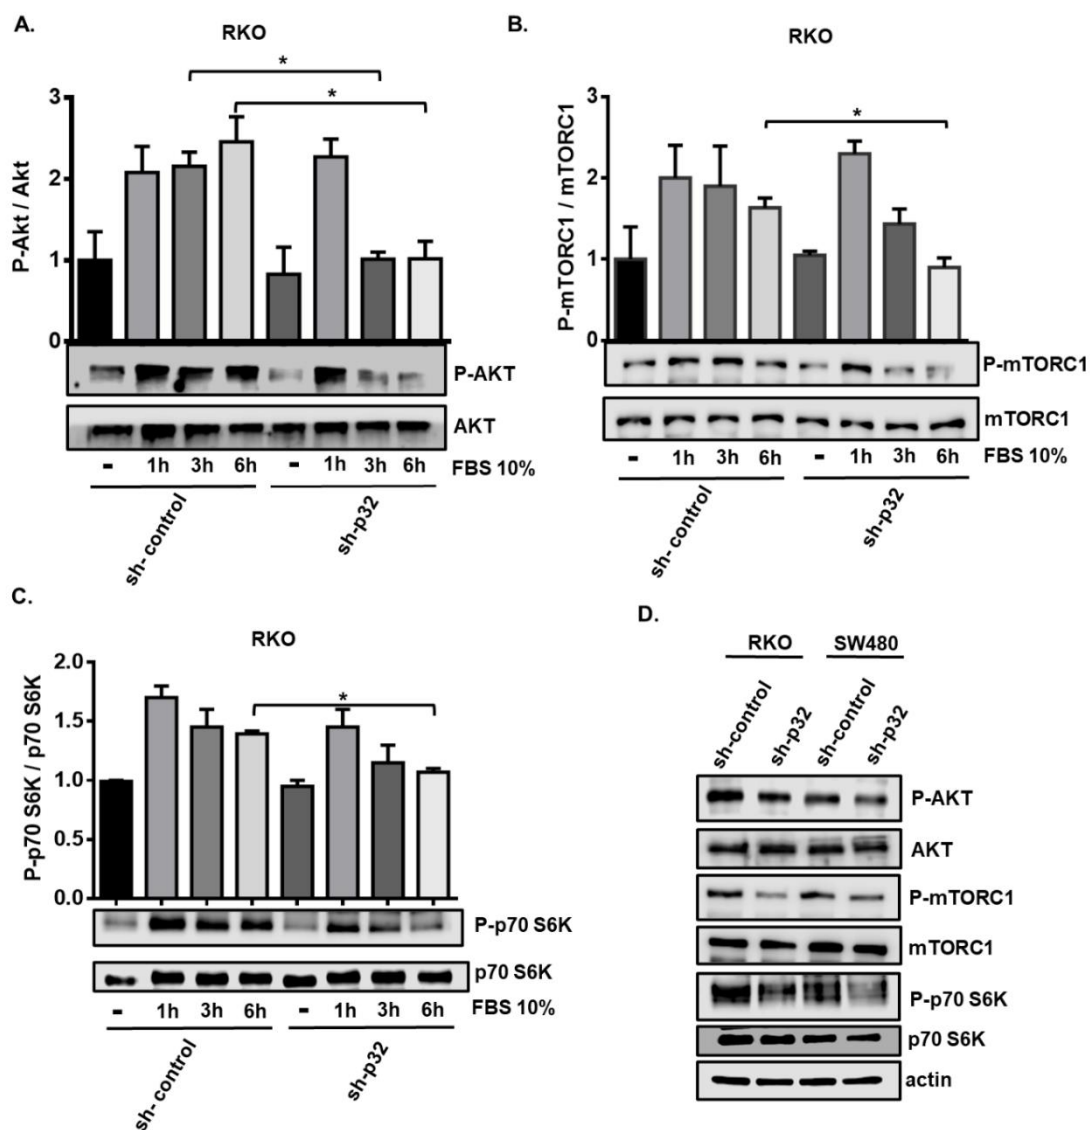 A.
RKO
*
*
3
2
1
0
P-Akt / Akt
P-AKT
AKT
- 1h 3h 6h - 1h 3h 6h FBS 10%
sh- control sh-p32
B.
RKO
*
3
2
1
0
P-mTORC1 / mTORC1
P-mTORC1
mTORC1
- 1h 3h 6h - 1h 3h 6h FBS 10%
sh- control sh-p32
C.
RKO
*
2.0
1.5
1.0
0.5
0.0
P-p70 S6K / p70 S6K
P-p70 S6K
p70 S6K
- 1h 3h 6h - 1h 3h 6h FBS 10%
sh- control sh-p32
D.
RKO SW480
sh-control sh-p32 sh-control sh-p32
P-AKT
AKT
P-mTORC1
mTORC1
P-p70 S6K
p70 S6K
actin